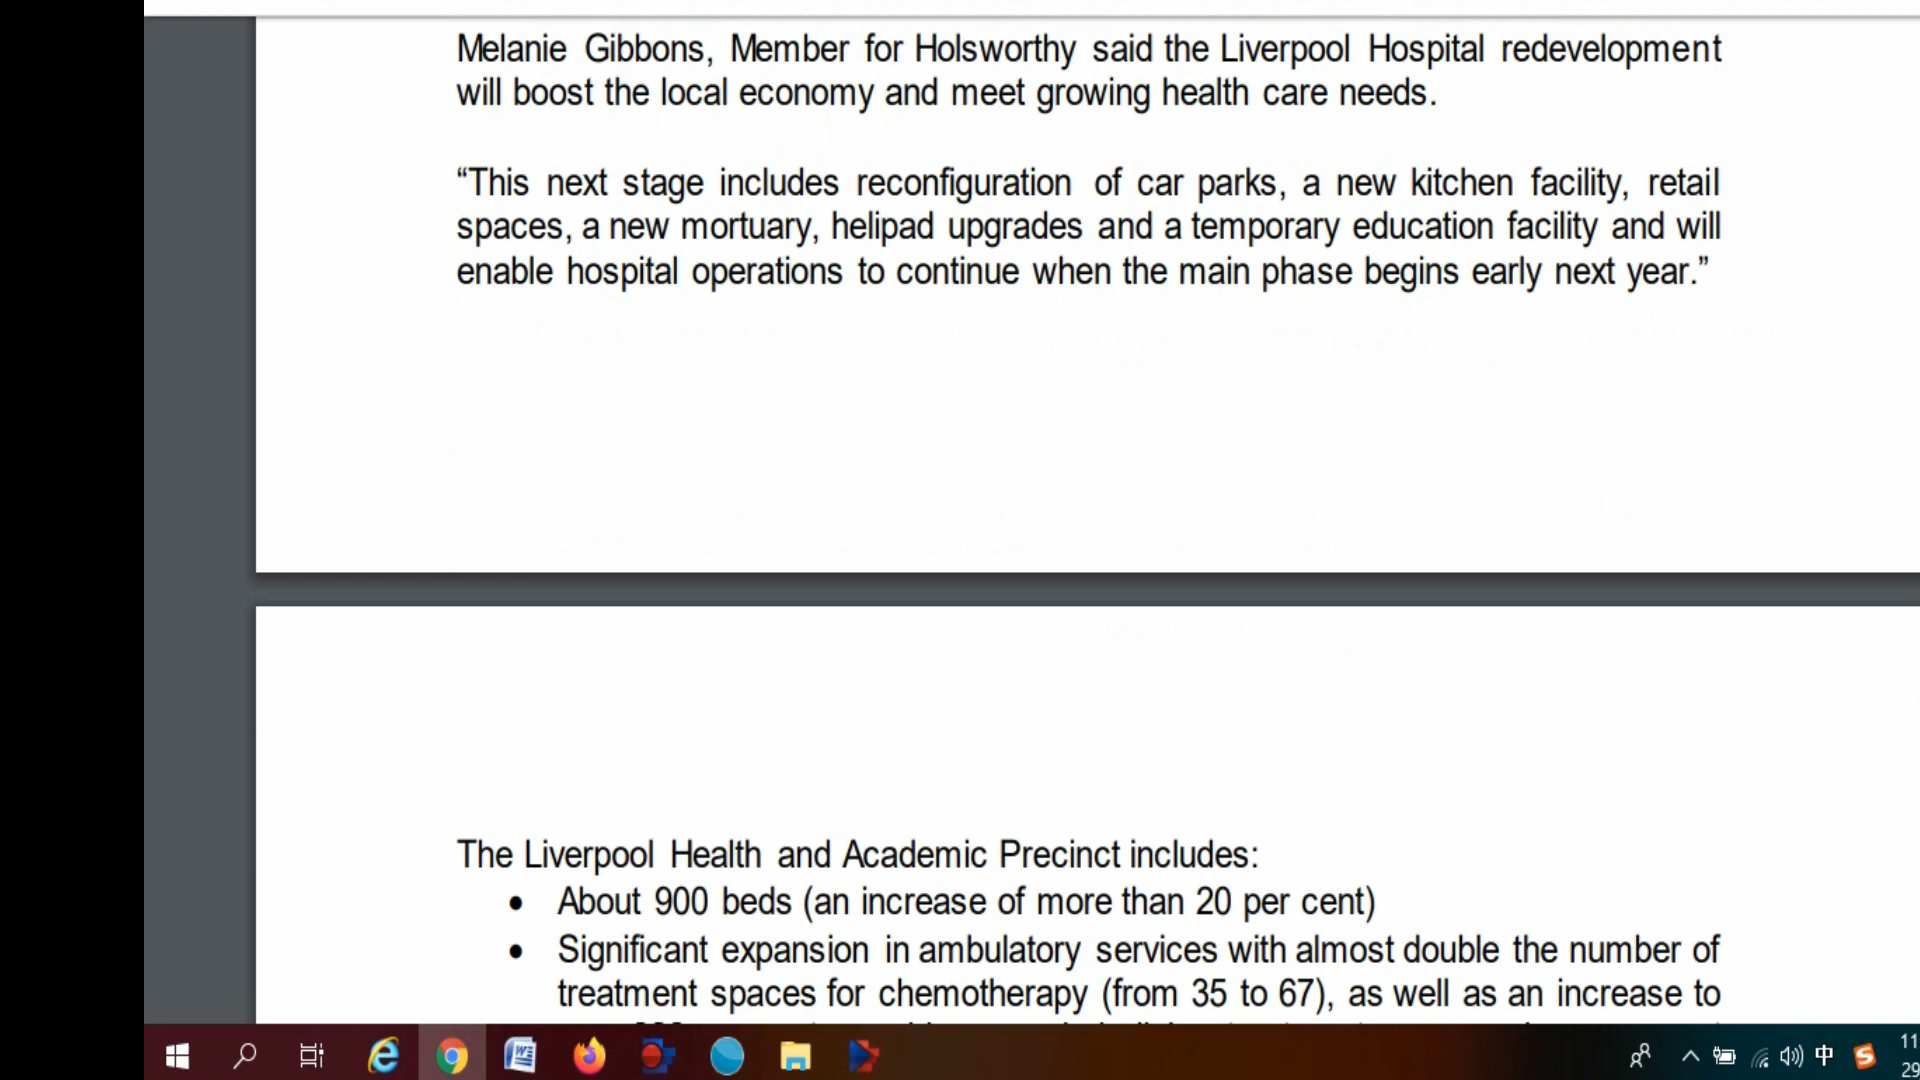 Melanie Gibbons, Member for Holsworthy said the Liverpool Hospital redevelopment
will boost the local economy and meet growing health care needs.
“This next stage includes reconfiguration of car parks, a new kitchen facility, retail
spaces, a new mortuary, helipad upgrades and a temporary education facility and will
enable hospital operations to continue when the main phase begins early next year.”
The Liverpool Health and Academic Precinct includes:
• About 900 beds (an increase of more than 20 per cent)
• Significant expansion in ambulatory services with almost double the number of
treatment spaces for chemotherapy (from 35 to 67), as well as an increase to
中
11
29